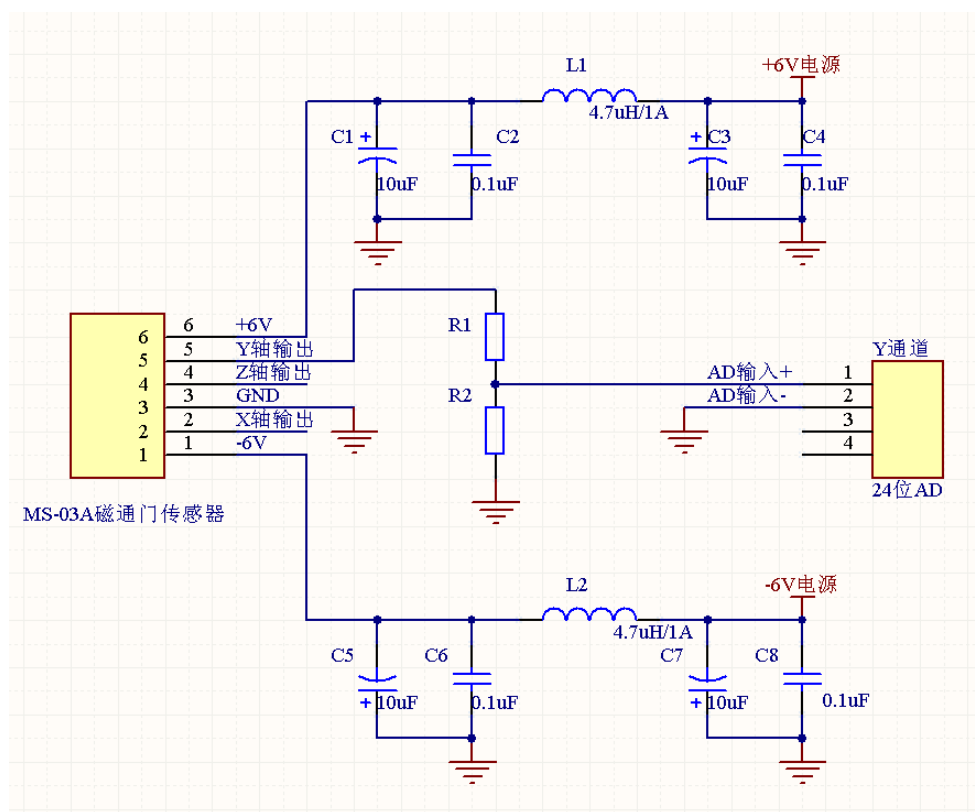 L1
+6V电源
4.7uH/1A
C1 + C2 + C3 C4
10uF 0.1uF 10uF 0.1uF
6 6 +6V
5 5 Y轴输出
4 4 Z轴输出
3 3 GND
2 2 X轴输出
1 1 -6V
MS-03A磁通门传感器
R1
R2
Y通道
AD输入+ 1
AD输入- 2
3
4
24位AD
L2
-6V电源
4.7uH/1A
C5 C6 C7 C8
+ 10uF 0.1uF + 10uF 0.1uF